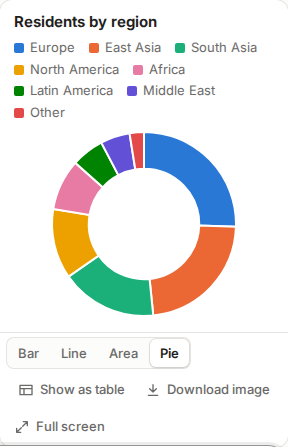 Residents by region
Europe East Asia South Asia
North America Africa
Latin America Middle East
Other
Bar Line Area Pie
Show as table Download image
Full screen